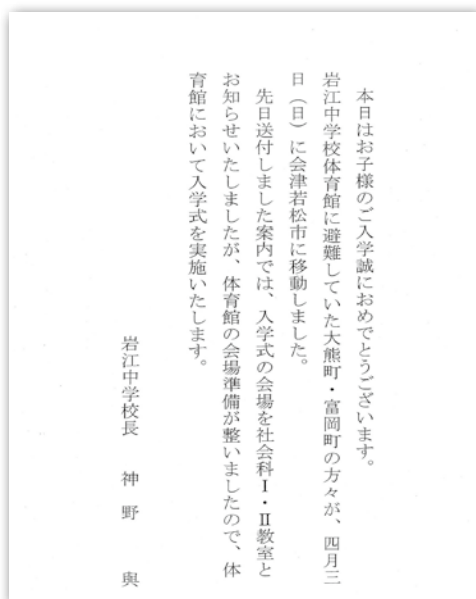 本日はお子様のご入学誠におめでとうございます。
岩江中学校体育館に避難していた大熊町・富岡町の方々が、四月三
日（日）に会津若松市に移動しました。
先日送付しました案内では、入学式の会場を社会科Ⅰ・Ⅱ教室と
お知らせいたしましたが、体育館の会場準備が整いましたので、体
育館において入学式を実施いたします。
岩江中学校長　神野　與